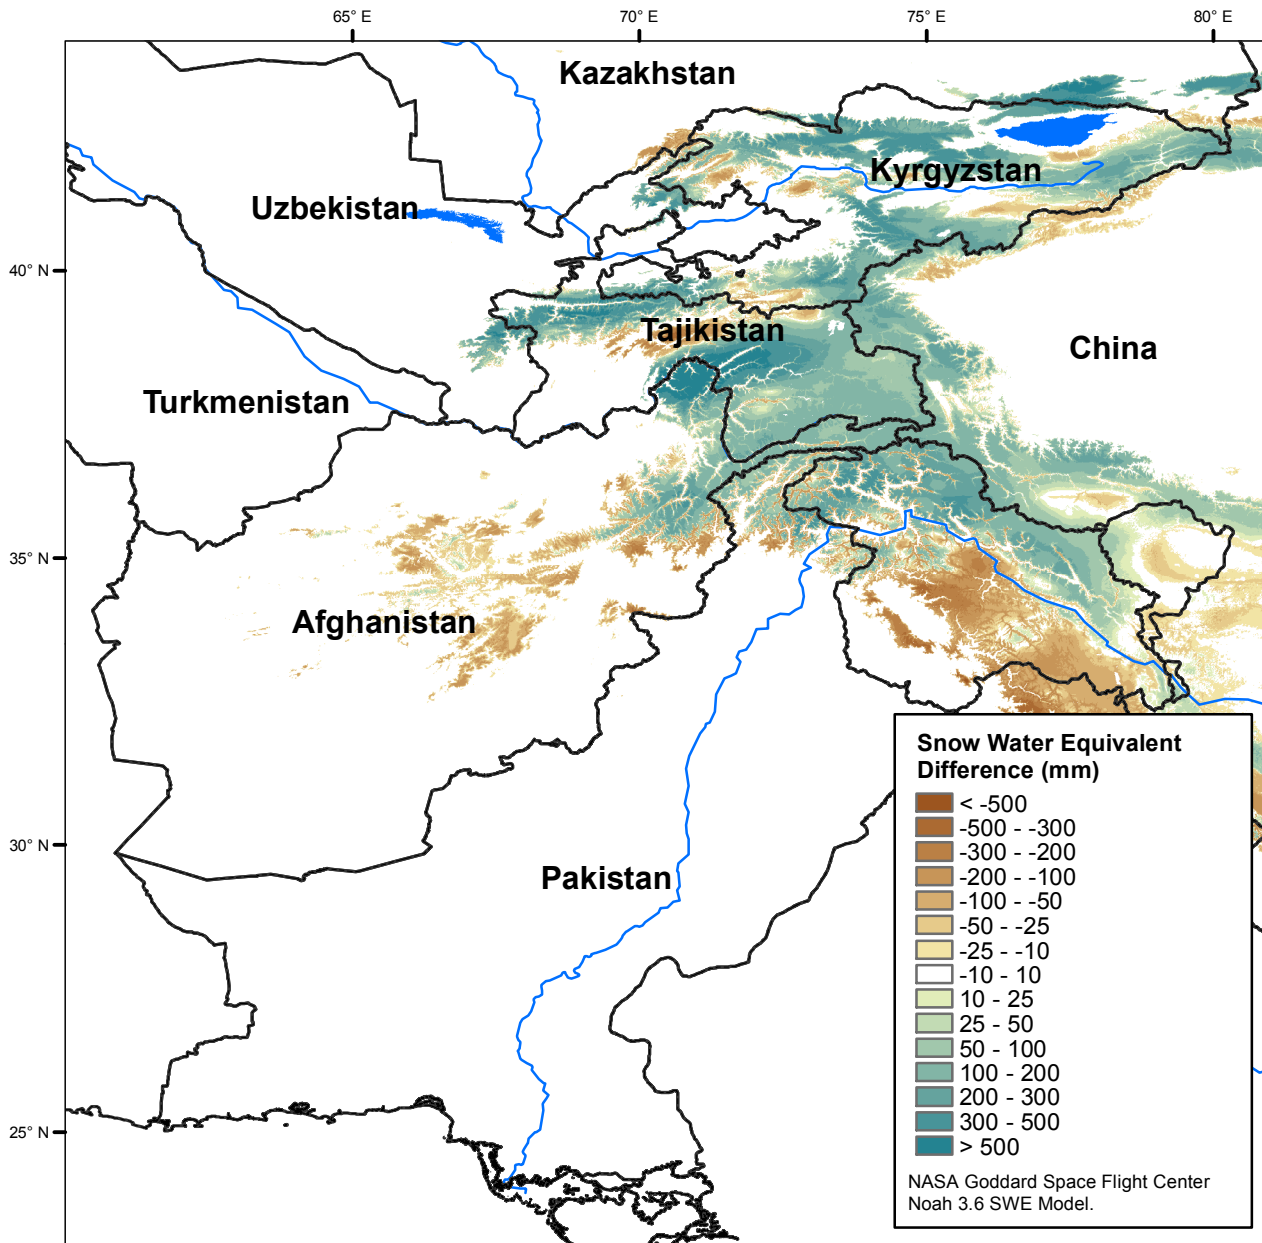 65° E
70° E
75° E
80° E
Kazakhstan
Kyrgyzstan
Uzbekistan
40° N
Tajikistan
China
Turkmenistan
35° N
Afghanistan
30° N
Pakistan
25° N
Snow Water Equivalent
Difference (mm)
< -500
-500 - -300
-300 - -200
-200 - -100
-100 - -50
-50 - -25
-25 - -10
-10 - 10
10 - 25
25 - 50
50 - 100
100 - 200
200 - 300
300 - 500
> 500
NASA Goddard Space Flight Center
Noah 3.6 SWE Model.